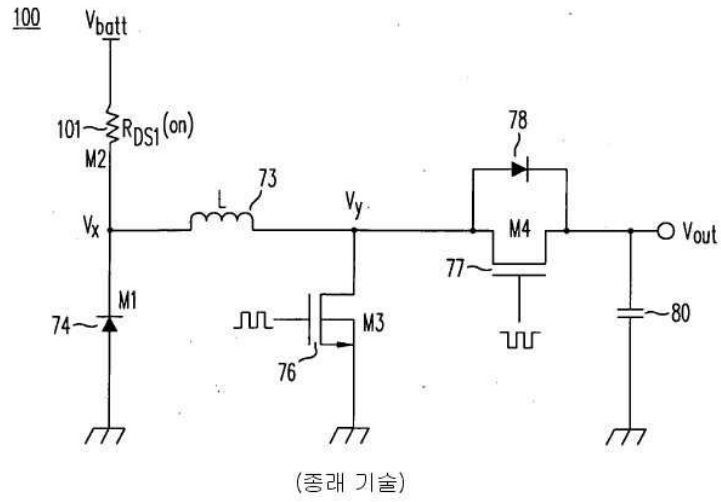 100
Vbatt
101
RDS1(on)
M2
78
L
73
Vx
Vy
M4
Vout
M1
77
74
M3
80
76
(종래 기술)